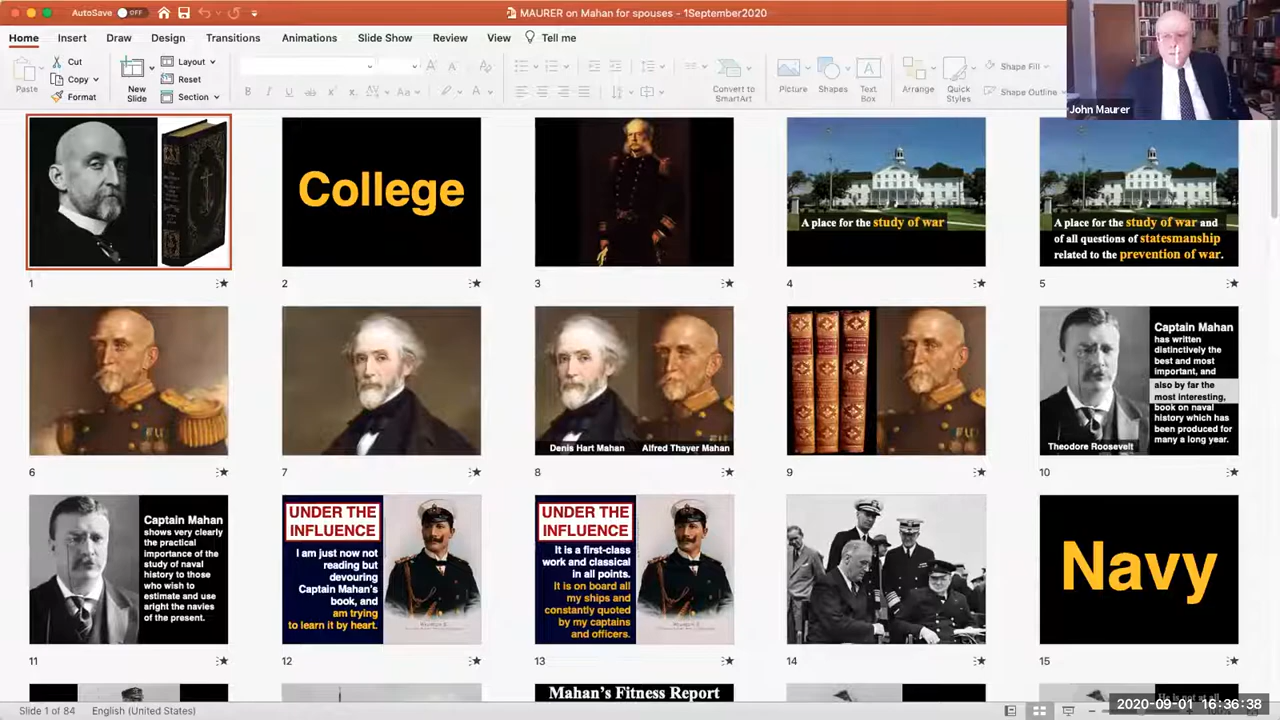 AutoSave OFF
MAURER on Mahan for spouses - 1September2020
Home Insert Draw Design Transitions Animations Slide Show Review View Tell me
Paste
Cut
Copy
Format
New
Slide
Layout
Reset
Section
Convert to
SmartArt
Picture
Shapes
Text
Box
Arrange
Quick
Styles
Shape Fill
Shape Outline
John Maurer
1
College
2
3
A place for the study of war
4
A place for the study of war and
of all questions of statesmanship
related to the prevention of war.
5
6
7
Denis Hart Mahan Alfred Thayer Mahan
8
9
Theodore Roosevelt
Captain Mahan
has written
distinctively the
best and most
important, and
also by far the
most interesting,
book on naval
history which has
been produced for
many a long year.
10
Captain Mahan
shows very clearly
the practical
importance of the
study of naval
history to those
who wish to
estimate and use
aright the navies
of the present.
11
UNDER THE
INFLUENCE
I am just now not
reading but
devouring
Captain Mahan's
book, and
am trying
to learn it by heart.
12
UNDER THE
INFLUENCE
It is a first-class
work and classical
in all points.
It is on board all
my ships and
constantly quoted
by my captains
and officers.
13
14
Navy
15
Mahan's Fitness Report
He is not at all
Slide 1 of 84 English (United States)
2020-09-01 16:36:38